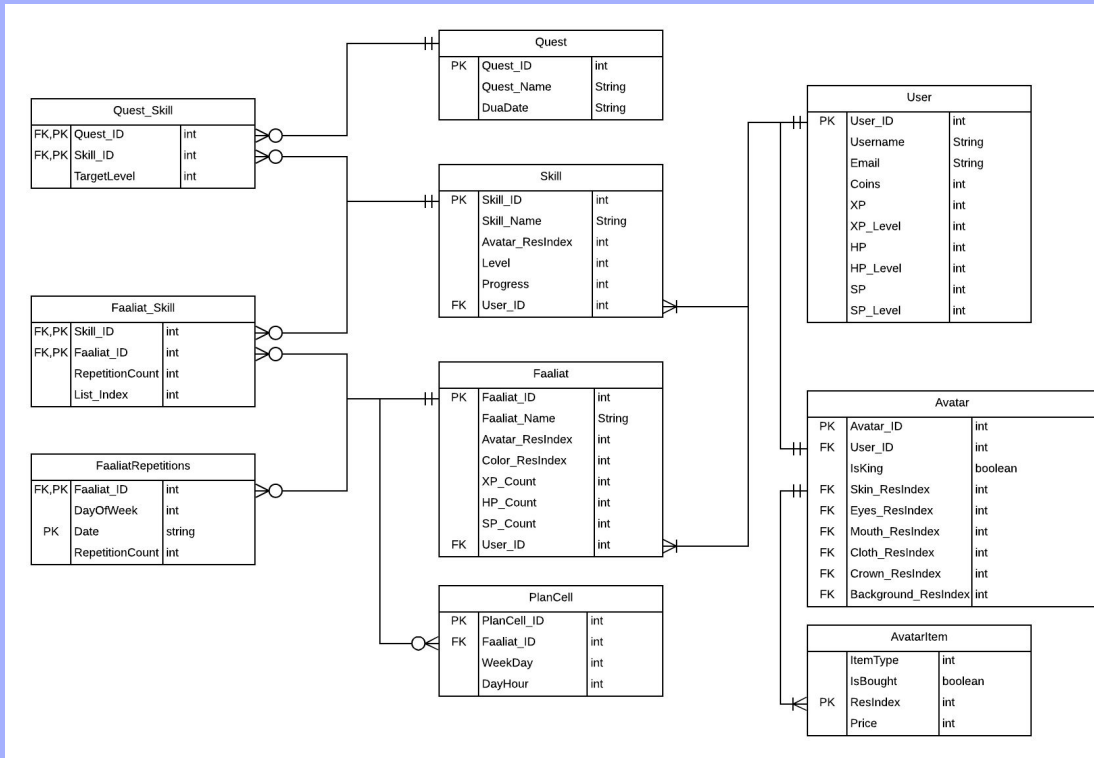 Quest
PK Quest_ID int
Quest_Name String
DuaDate String
Quest_Skill
FK,PK Quest_ID int
FK,PK Skill_ID int
TargetLevel int
Skill
PK Skill_ID int
Skill_Name String
Avatar_ResIndex int
Level int
Progress int
FK User_ID int
Faaliat_Skill
FK,PK Skill_ID int
FK,PK Faaliat_ID int
RepetitionCount int
List_Index int
Faaliat
PK Faaliat_ID int
Faaliat_Name String
Avatar_ResIndex int
Color_ResIndex int
XP_Count int
HP_Count int
SP_Count int
FK User_ID int
FaaliatRepetitions
FK,PK Faaliat_ID int
DayOfWeek int
PK Date string
RepetitionCount int
PlanCell
PK PlanCell_ID int
FK Faaliat_ID int
WeekDay int
DayHour int
User
PK User_ID int
Username String
Email String
Coins int
XP int
XP_Level int
HP int
HP_Level int
SP int
SP_Level int
Avatar
PK Avatar_ID int
FK User_ID int
IsKing boolean
FK Skin_ResIndex int
FK Eyes_ResIndex int
FK Mouth_ResIndex int
FK Cloth_ResIndex int
FK Crown_ResIndex int
FK Background_ResIndex int
AvatarItem
ItemType int
IsBought boolean
PK ResIndex int
Price int